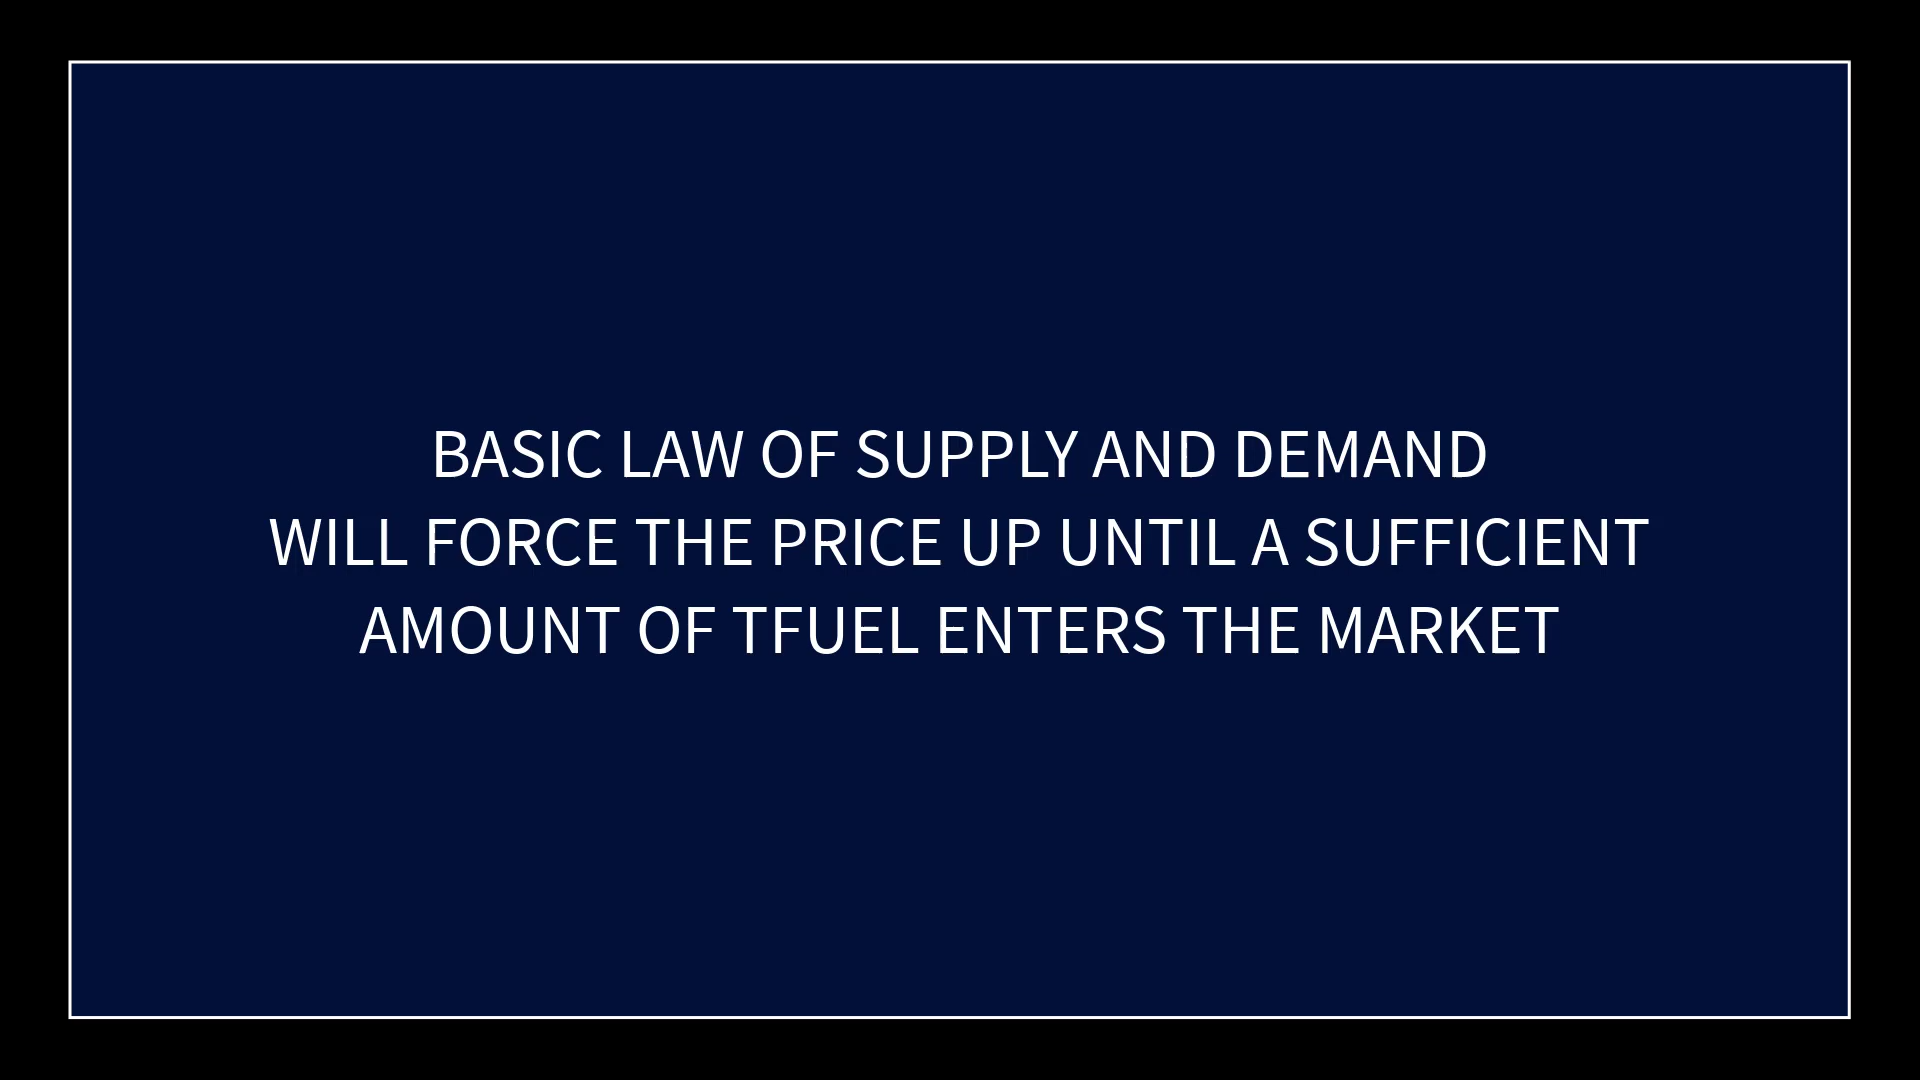 BASIC LAW OF SUPPLY AND DEMAND
WILL FORCE THE PRICE UP UNTIL A SUFFICIENT
AMOUNT OF TFUEL ENTERS THE MARKET